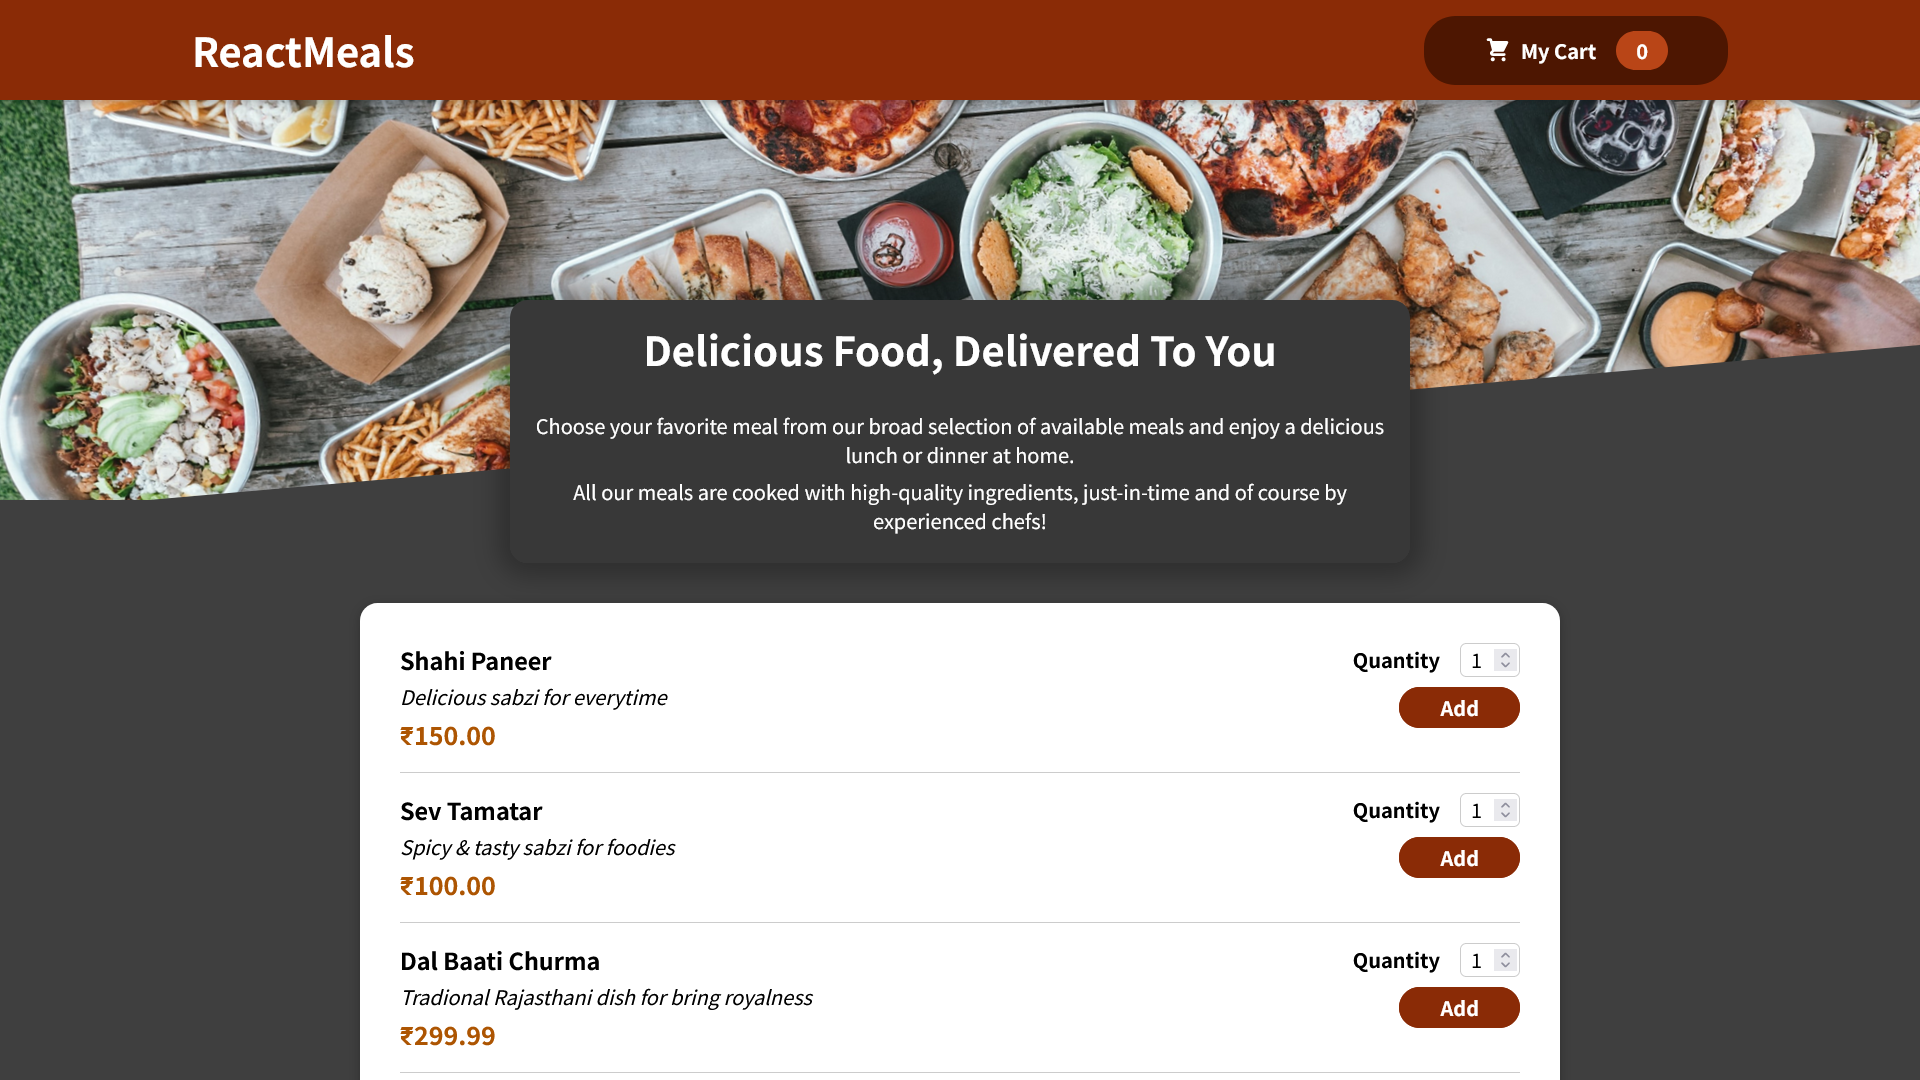 ReactMeals
My Cart 0
Delicious Food, Delivered To You
Choose your favorite meal from our broad selection of available meals and enjoy a delicious
lunch or dinner at home.
All our meals are cooked with high-quality ingredients, just-in-time and of course by
experienced chefs!
Shahi Paneer
Delicious sabzi for everytime
₹150.00
Quantity 1
Add
Sev Tamatar
Spicy & tasty sabzi for foodies
₹100.00
Quantity 1
Add
Dal Baati Churma
Tradional Rajasthani dish for bring royalness
₹299.99
Quantity 1
Add